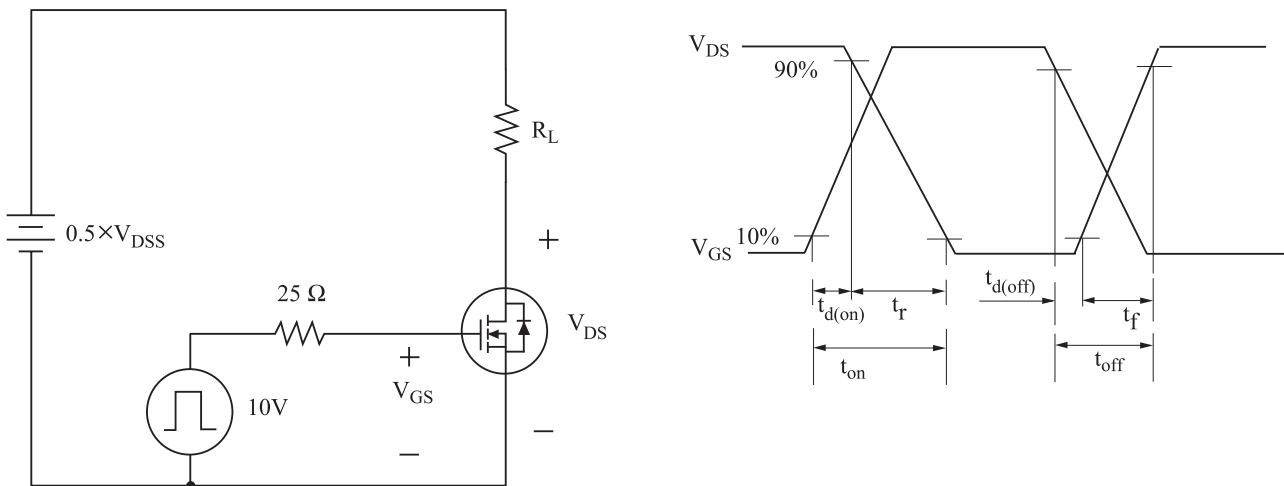 R_L
0.5×V_DSS
25 Ω
+
V_DS
+
V_GS
10V
−
−
V_DS
90%
10%
V_GS
t_d(on)
t_r
t_on
t_d(off)
t_f
t_off